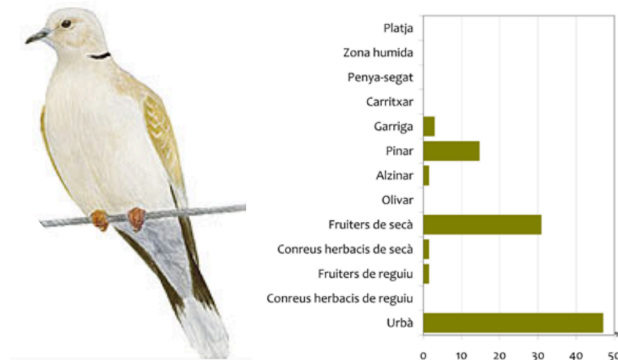 Platja
Zona humida
Penya-segat
Carritxar
Garriga
Pinar
Alzinar
Olivar
Fruiters de secà
Conreus herbacis de secà
Fruiters de reguiu
Conreus herbacis de reguiu
Urbà
0 10 20 30 40 50